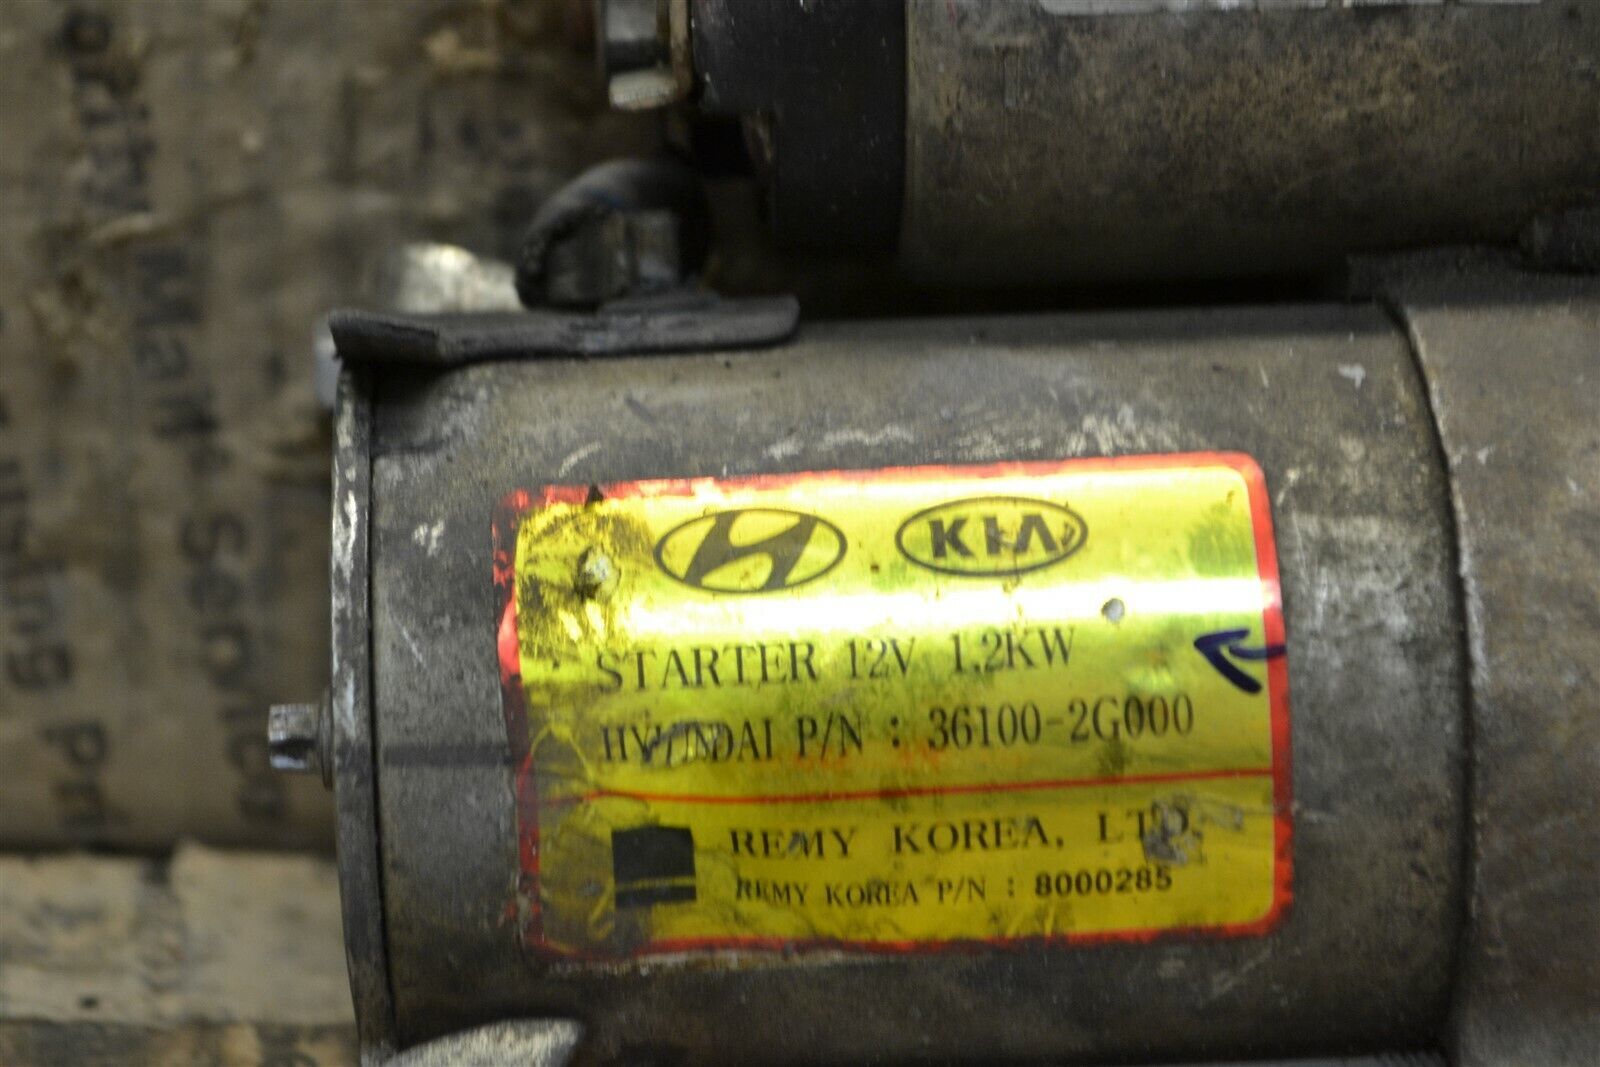 KIA
STARTER 12V 1.2KW
HYUNDAI P/N : 36100-2G000
REMY KOREA, LTD.
REMY KOREA P/N : 8000285